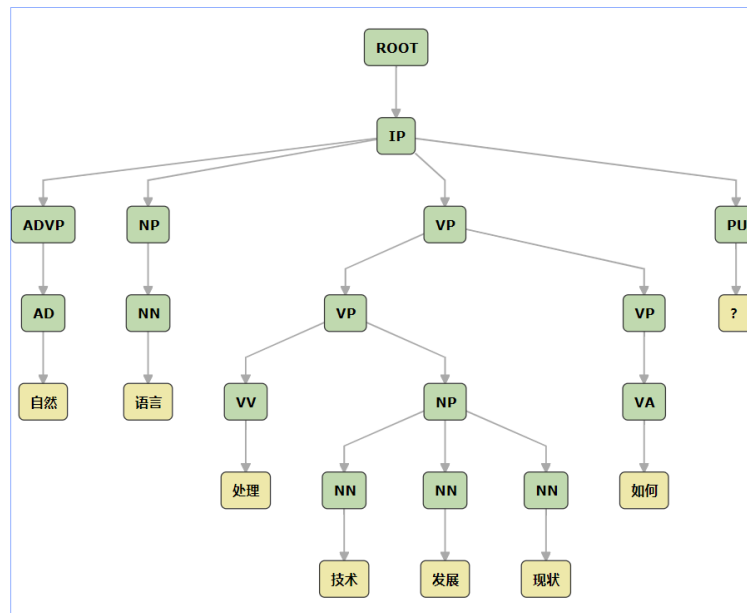 ROOT
IP
ADVP NP VP PU
AD NN VP VP ?
自然 语言 VV NP VA
处理 NN NN NN 如何
技术 发展 现状